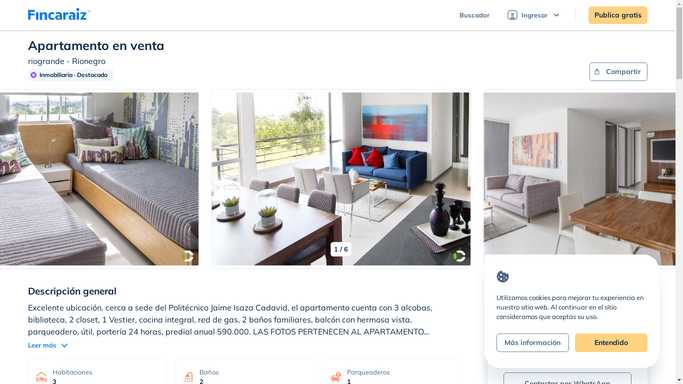 Fincaraiz
Buscador
Ingresar
Publica gratis
Apartamento en venta
riogrande - Rionegro
Inmobiliaria · Destacado
Compartir
1 / 6
Descripción general
Excelente ubicación, cerca a sede del Politécnico Jaime Isaza Cadavid, el apartamento cuenta con 3 alcobas,
biblioteca, 2 closet, 1 Vestier, cocina integral, red de gas, 2 baños familiares, balcón con hermosa vista,
parqueadero, útil, portería 24 horas, predial anual 590.000. LAS FOTOS PERTENECEN AL APARTAMENTO...
Leer más
Habitaciones
3
Baños
2
Parqueaderos
1
Utilizamos cookies para mejorar tu experiencia en
nuestro sitio web. Al continuar en el sitio
consideramos que aceptas su uso.
Más información
Entendido
Contactar por WhatsApp